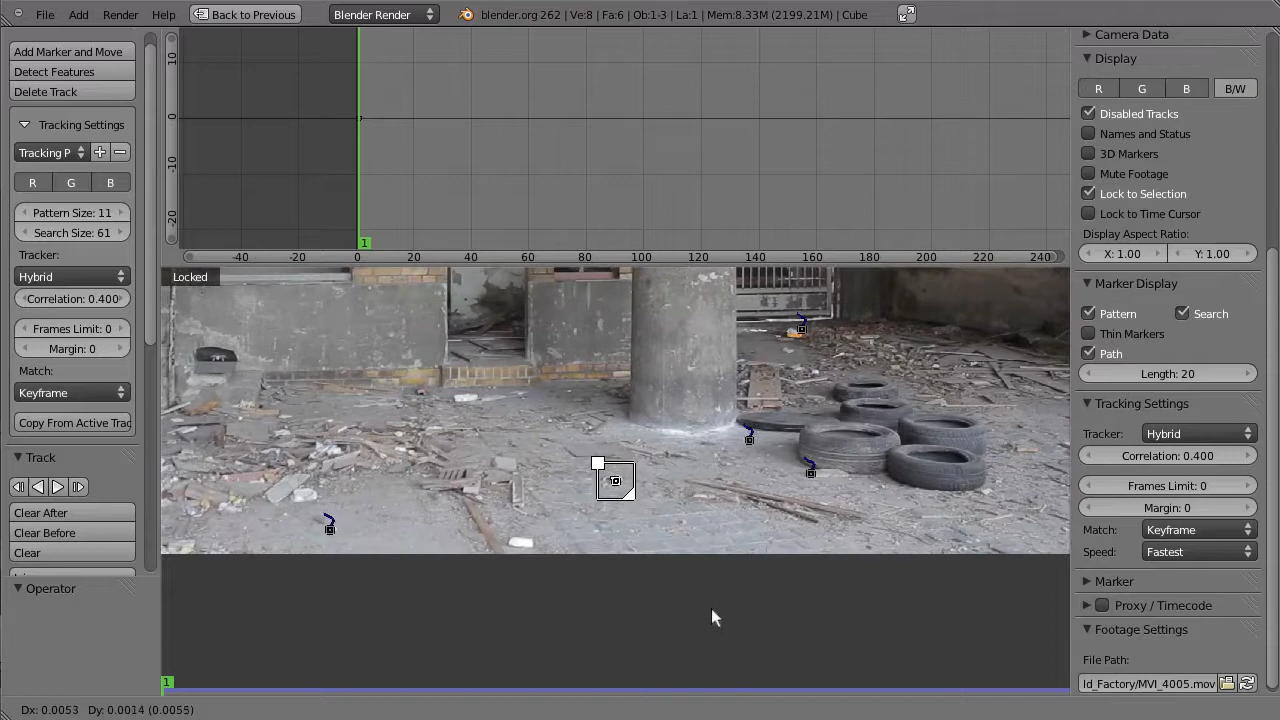 File Add Render Help Back to Previous Blender Render blender.org 262 | Ve:8 | Fa:6 | Ob:1-3 | La:1 | Mem:8.33M (2199.21M) | Cube
Add Marker and Move
Detect Features
Delete Track
Tracking Settings
Tracking P
R G B
Pattern Size: 11
Search Size: 61
Tracker:
Hybrid
Correlation: 0.400
Frames Limit: 0
Margin: 0
Match:
Keyframe
Copy From Active Trac
Track
Clear After
Clear Before
Clear
Operator
10
0
-10
-20
1
-40 -20 0 20 40 60 80 100 120 140 160 180 200 220 240
Locked
1
Dx: 0.0053 Dy: 0.0014 (0.0055)
Camera Data
Display
R G B B/W
Disabled Tracks
Names and Status
3D Markers
Mute Footage
Lock to Selection
Lock to Time Cursor
Display Aspect Ratio:
X: 1.00 Y: 1.00
Marker Display
Pattern Search
Thin Markers
Path
Length: 20
Tracking Settings
Tracker: Hybrid
Correlation: 0.400
Frames Limit: 0
Margin: 0
Match: Keyframe
Speed: Fastest
Marker
Proxy / Timecode
Footage Settings
File Path:
ld_Factory/MVI_4005.mov